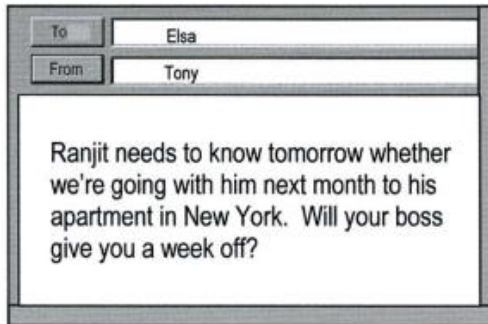 To Elsa
From Tony
Ranjit needs to know tomorrow whether
we're going with him next month to his
apartment in New York. Will your boss
give you a week off?